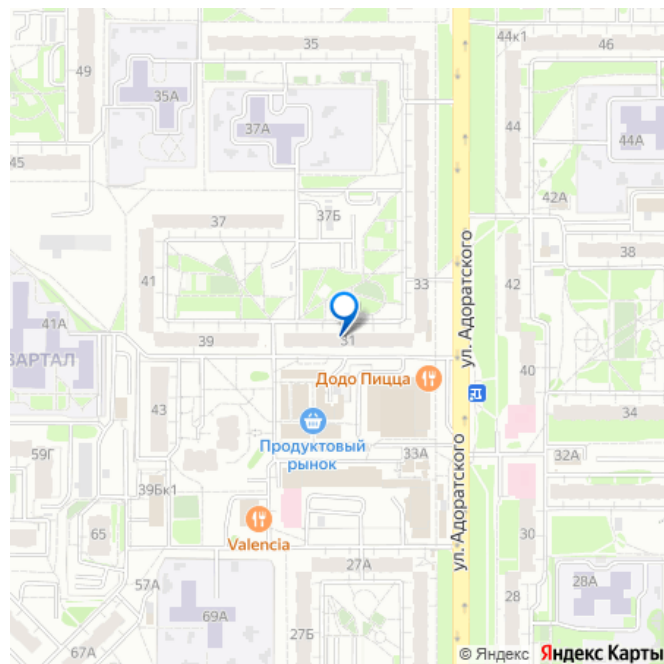 35
44к1
46
49
35А
37А
44
44А
45
42А
37Б
37
38
ул. Адоратского
41
33
42
41А
39
31
ВАРТАЛ
Додо Пицца
40
43
34
Продуктовый
рынок
33А
32А
59Г
39Бк1
ул. Адоратского
65
Valencia
30
27А
57А
28А
28
69А
27Б
67А
© Яндекс Яндекс Карты